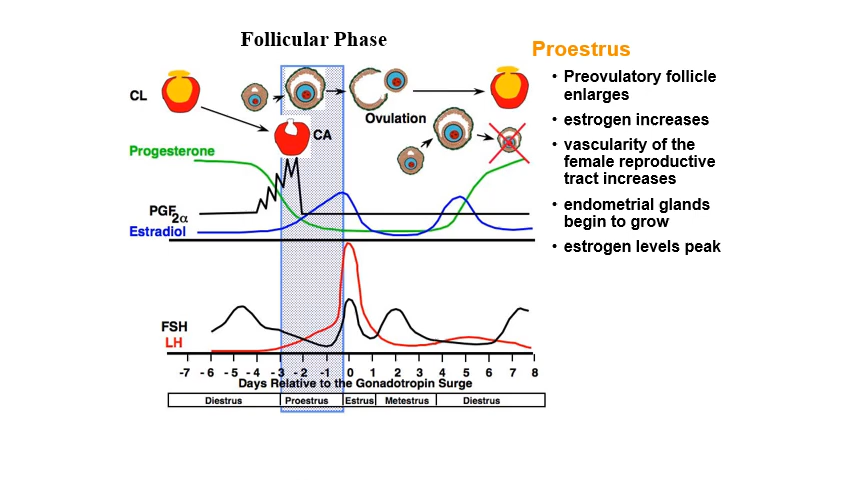 Follicular Phase
Proestrus
• Preovulatory follicle
enlarges
• estrogen increases
• vascularity of the
female reproductive
tract increases
• endometrial glands
begin to grow
• estrogen levels peak
CL
CA
Ovulation
Progesterone
PGF2α
Estradiol
FSH
LH
-7 - 6 - 5 - 4 - 3 - 2 -1 0 1 2 3 4 5 6 7 8
Days Relative to the Gonadotropin Surge
Diestrus Proestrus Estrus Metestrus Diestrus